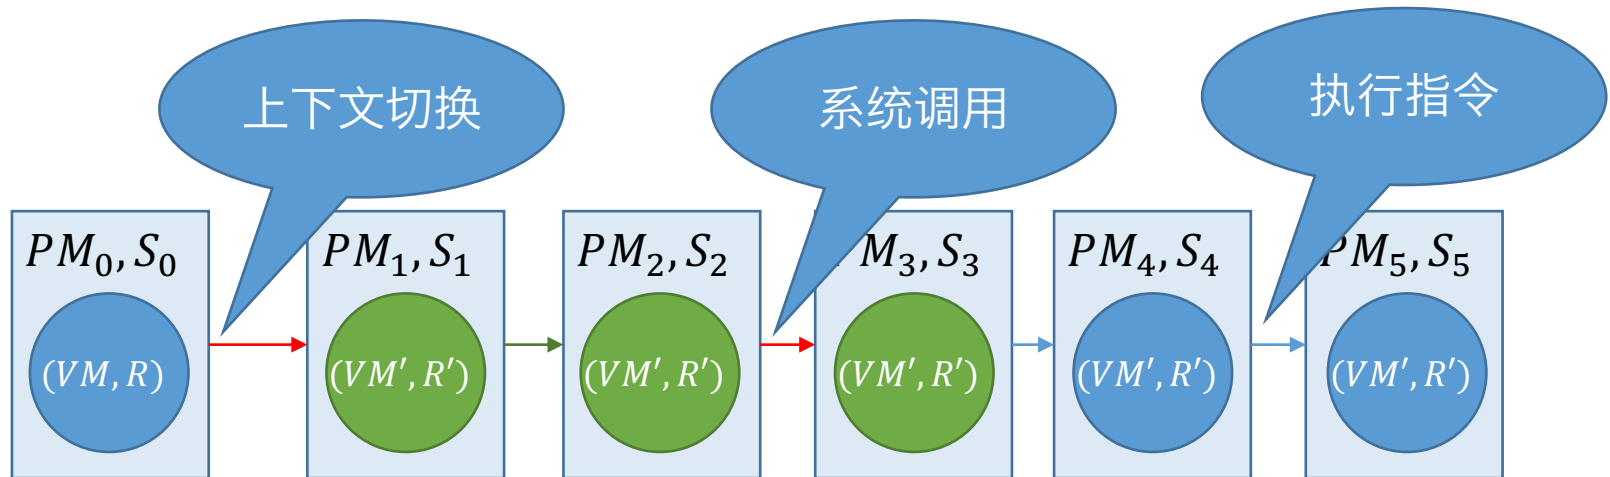 上下文切换
系统调用
执行指令
PM₀, S₀
PM₁, S₁
PM₂, S₂
M₃, S₃
PM₄, S₄
PM₅, S₅
(VM, R)
(VM′, R′)
(VM′, R′)
(VM′, R′)
(VM′, R′)
(VM′, R′)